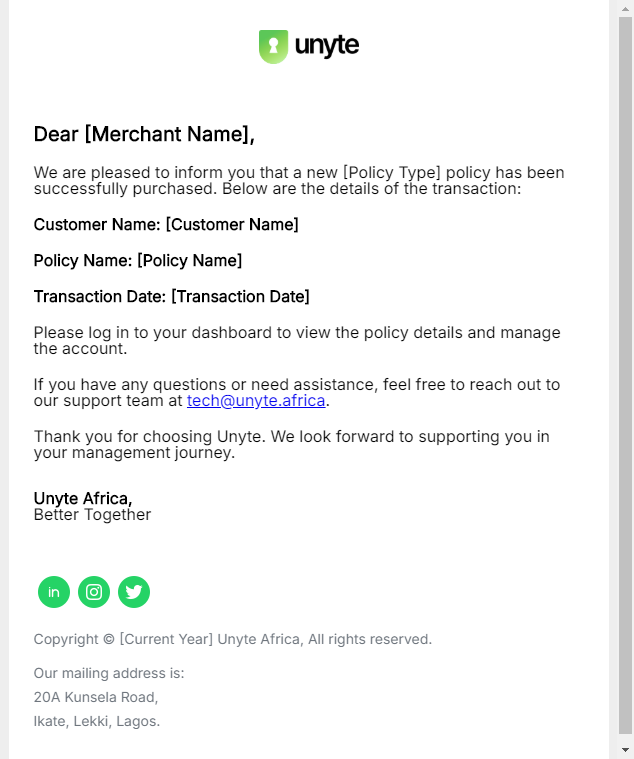 unyte
Dear [Merchant Name],
We are pleased to inform you that a new [Policy Type] policy has been
successfully purchased. Below are the details of the transaction:
Customer Name: [Customer Name]
Policy Name: [Policy Name]
Transaction Date: [Transaction Date]
Please log in to your dashboard to view the policy details and manage
the account.
If you have any questions or need assistance, feel free to reach out to
our support team at tech@unyte.africa.
Thank you for choosing Unyte. We look forward to supporting you in
your management journey.
Unyte Africa,
Better Together
in
Copyright © [Current Year] Unyte Africa, All rights reserved.
Our mailing address is:
20A Kunsela Road,
Ikate, Lekki, Lagos.